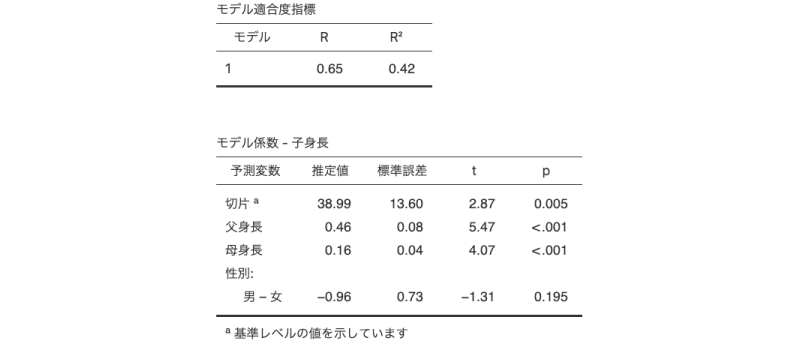 モデル適合度指標
モデル R R²
1 0.65 0.42
モデル係数 – 子身長
予測変数 推定値 標準誤差 t p
切片 ᵃ 38.99 13.60 2.87 0.005
父身長 0.46 0.08 5.47 <.001
母身長 0.16 0.04 4.07 <.001
性別:
男 – 女 −0.96 0.73 −1.31 0.195
ᵃ 基準レベルの値を示しています